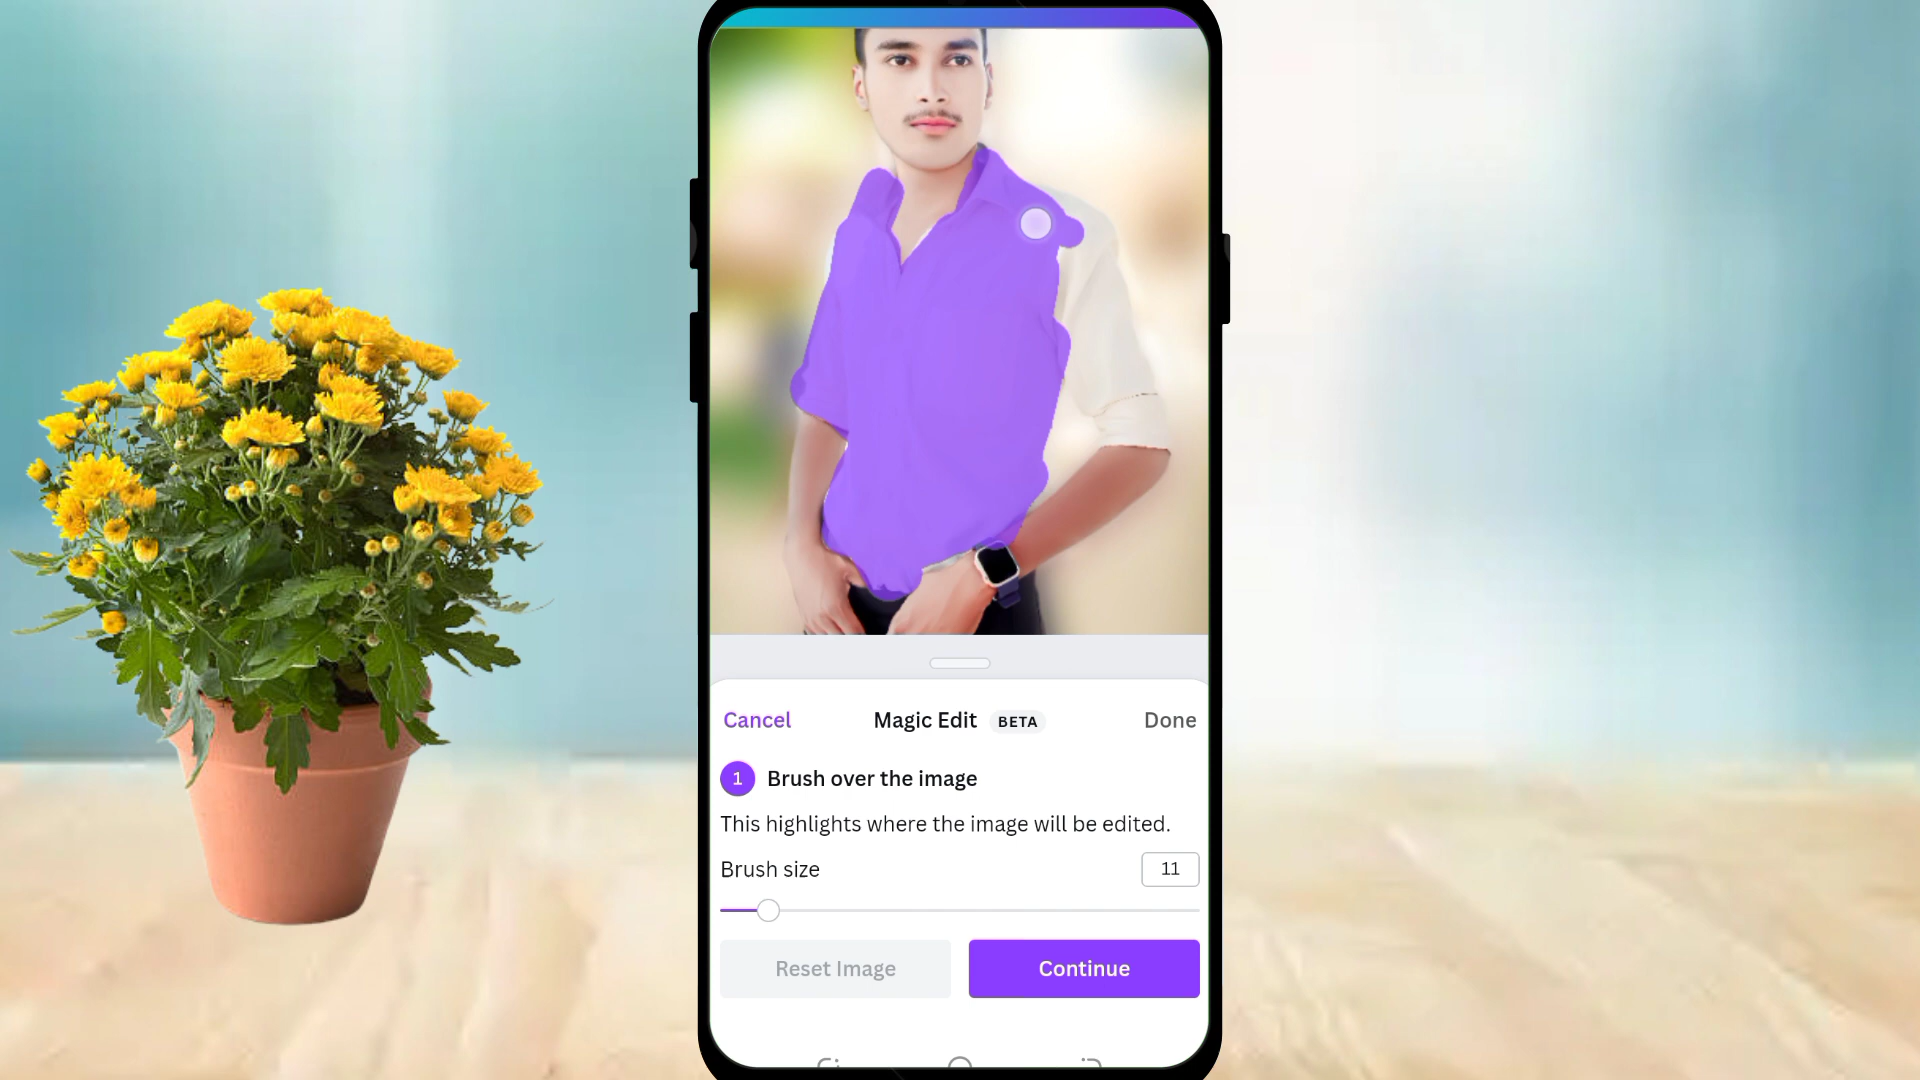 Cancel Magic Edit BETA Done
1 Brush over the image
This highlights where the image will be edited.
Brush size 11
Reset Image Continue